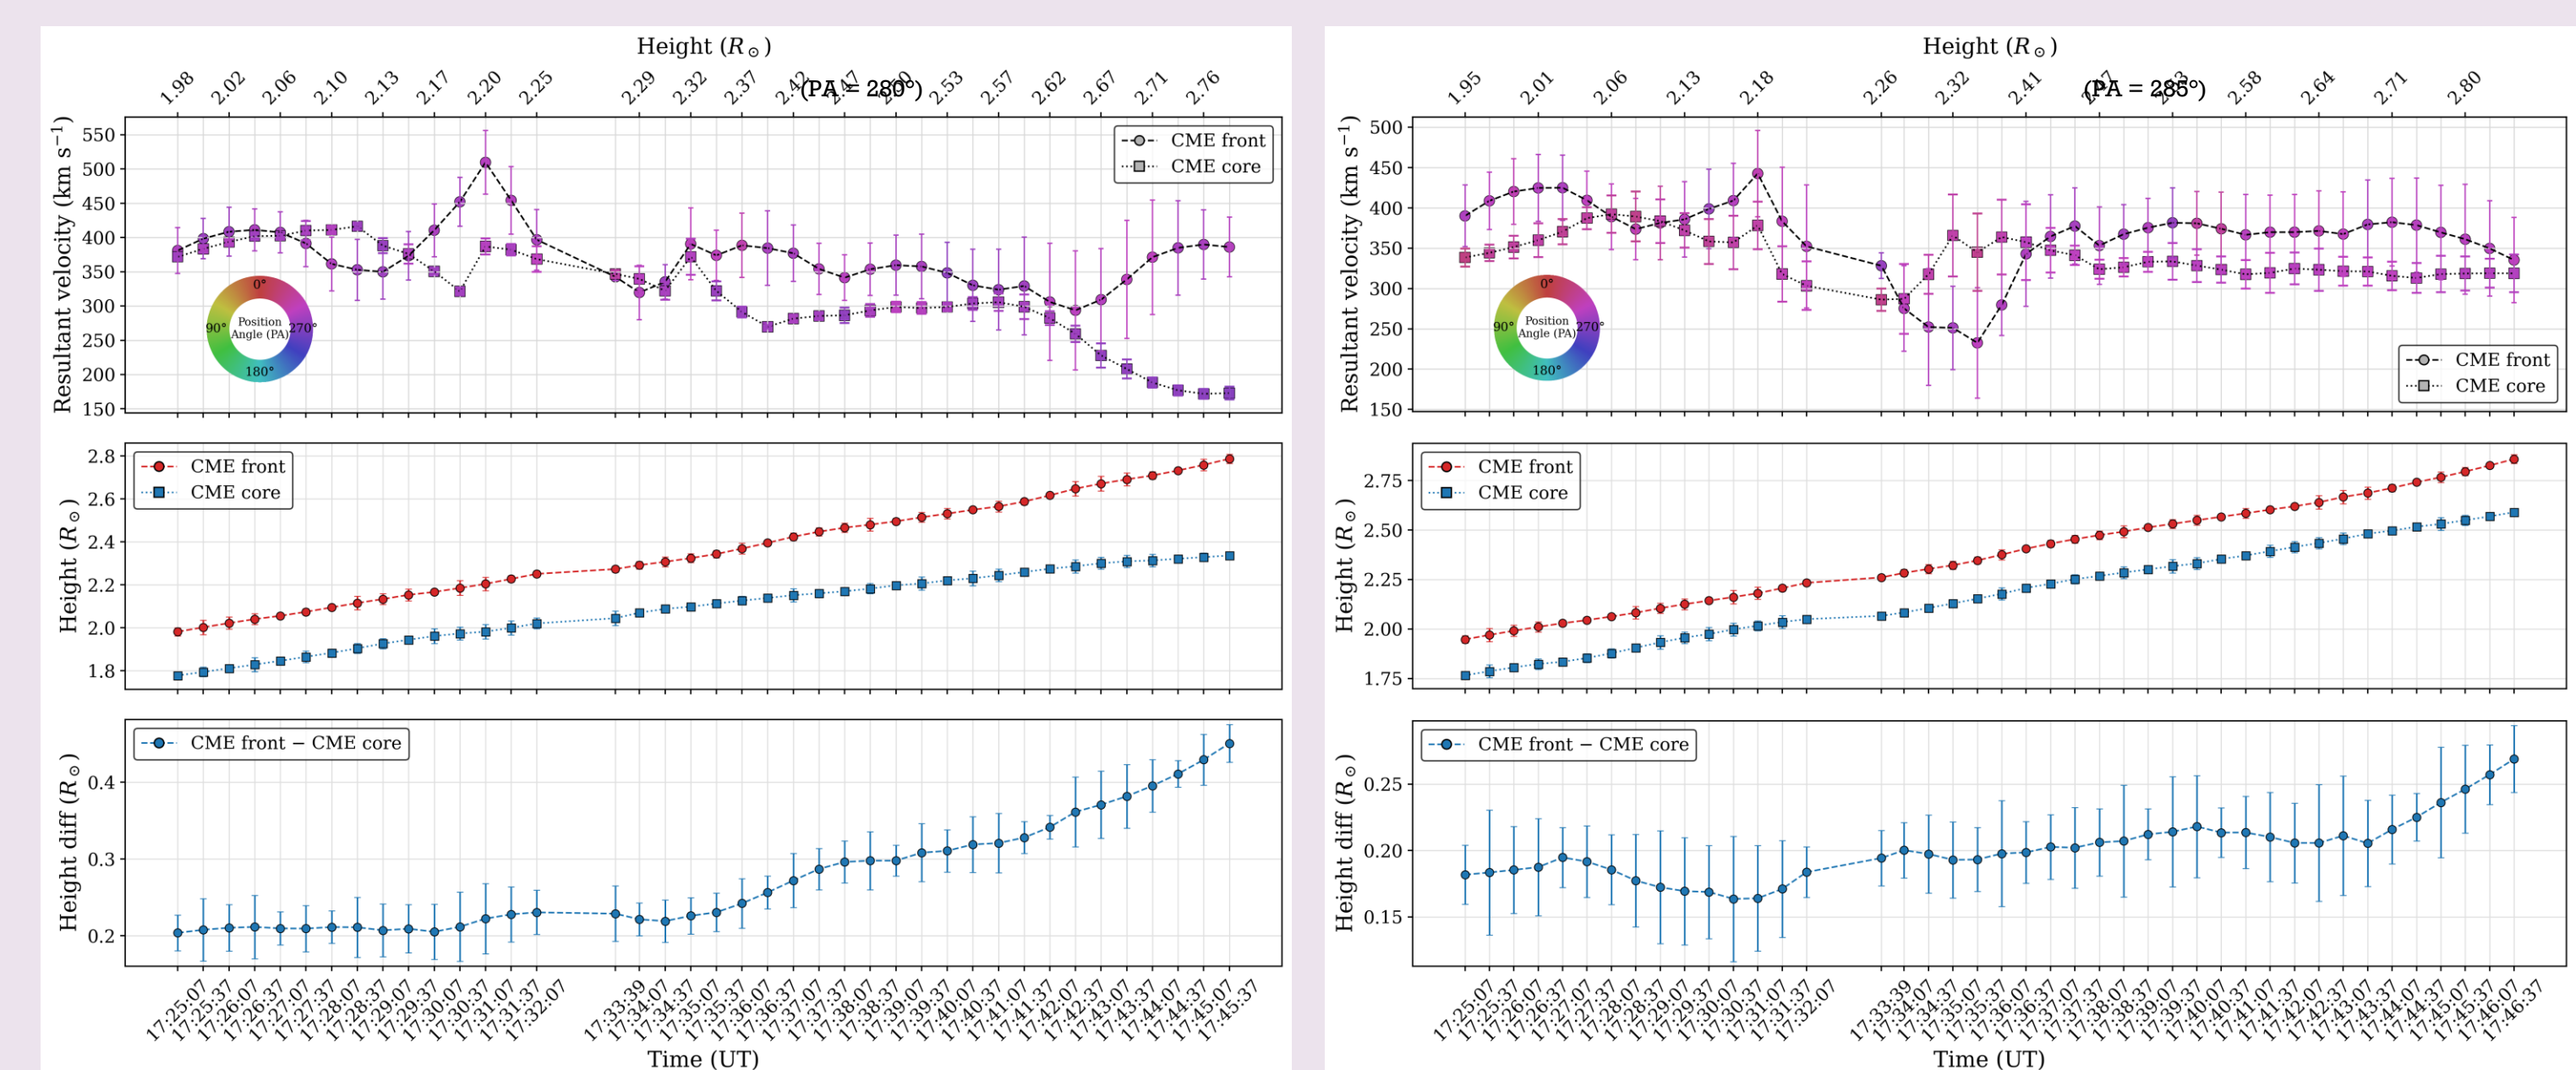 Height (R⊙)
1.98 2.02 2.06 2.10 2.13 2.17 2.20 2.25 2.29 2.32 2.37 2.42 2.47 2.50 2.53 2.57 2.62 2.67 2.71 2.76
(PA = 280°)
Resultant velocity (km s⁻¹)
550
500
450
400
350
300
250
200
150
CME front
CME core
0°
90°
Position
Angle (PA)
270°
180°
Height (R⊙)
2.8
2.6
2.4
2.2
2.0
1.8
CME front
CME core
Height diff (R⊙)
0.4
0.3
0.2
CME front − CME core
17:25:07 17:25:37 17:26:07 17:26:37 17:27:07 17:27:37 17:28:07 17:28:37 17:29:07 17:29:37 17:30:07 17:30:37 17:31:07 17:31:37 17:32:07 17:33:39 17:34:07 17:34:37 17:35:07 17:35:37 17:36:07 17:36:37 17:37:07 17:37:37 17:38:07 17:38:37 17:39:07 17:39:37 17:40:07 17:40:37 17:41:07 17:41:37 17:42:07 17:42:37 17:43:07 17:43:37 17:44:07 17:44:37 17:45:07 17:45:37
Time (UT)
Height (R⊙)
1.95 2.01 2.06 2.13 2.18 2.26 2.32 2.41 2.58 2.64 2.71 2.80
(PA = 285°)
Resultant velocity (km s⁻¹)
500
450
400
350
300
250
200
150
0°
90°
Position
Angle (PA)
270°
180°
CME front
CME core
Height (R⊙)
2.75
2.50
2.25
2.00
1.75
CME front
CME core
Height diff (R⊙)
0.25
0.20
0.15
CME front − CME core
17:25:07 17:25:37 17:26:07 17:26:37 17:27:07 17:27:37 17:28:07 17:28:37 17:29:07 17:29:37 17:30:07 17:30:37 17:31:07 17:31:37 17:32:07 17:33:39 17:34:07 17:34:37 17:35:07 17:35:37 17:36:07 17:36:37 17:37:07 17:37:37 17:38:07 17:38:37 17:39:07 17:39:37 17:40:07 17:40:37 17:41:07 17:41:37 17:42:07 17:42:37 17:43:07 17:43:37 17:44:07 17:44:37 17:45:07 17:45:37 17:46:07 17:46:37
Time (UT)